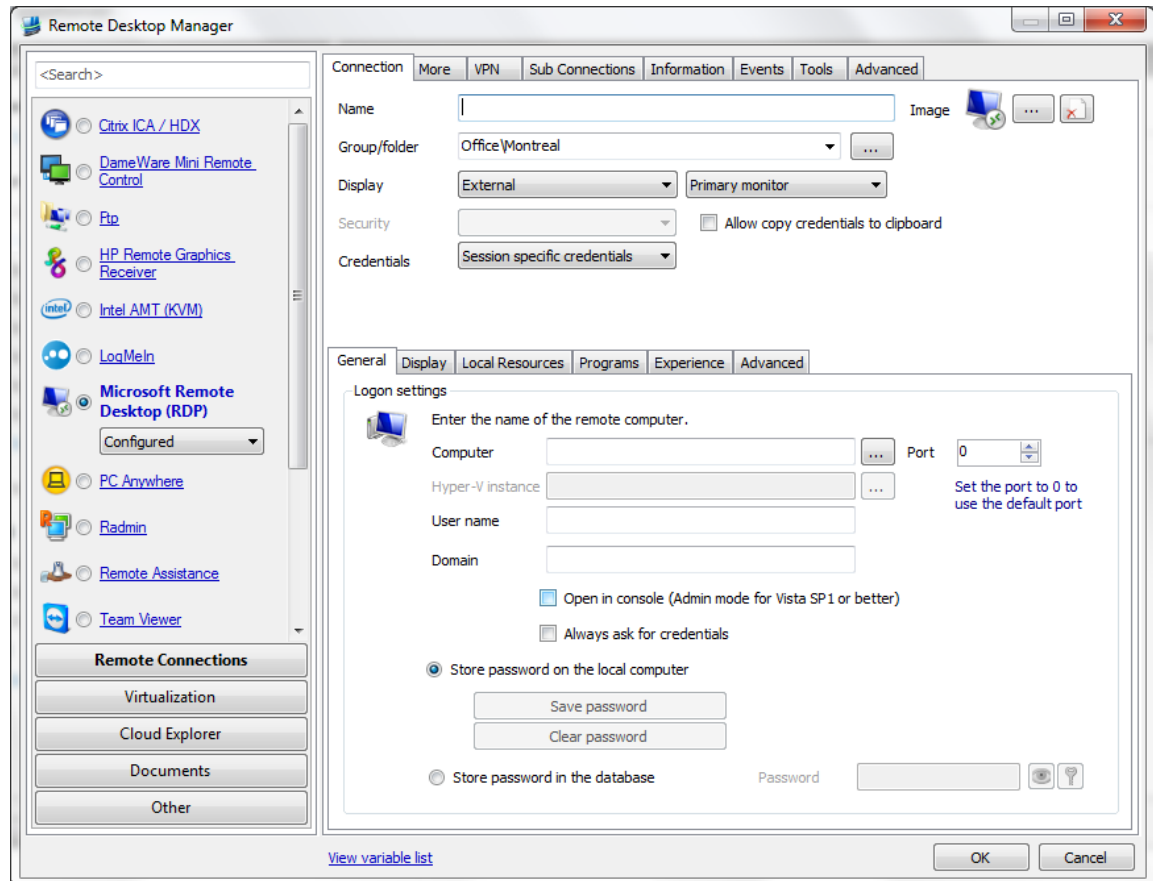 Remote Desktop Manager
<Search>
Citrix ICA / HDX
DameWare Mini Remote
Control
Ftp
HP Remote Graphics
Receiver
intel
Intel AMT (KVM)
LogMeIn
Microsoft Remote
Desktop (RDP)
Configured
PC Anywhere
Radmin
Remote Assistance
Team Viewer
Remote Connections
Virtualization
Cloud Explorer
Documents
Other
Connection More VPN Sub Connections Information Events Tools Advanced
Name Image ...
Group/folder Office\Montreal ...
Display External Primary monitor
Security Allow copy credentials to clipboard
Credentials Session specific credentials
General Display Local Resources Programs Experience Advanced
Logon settings
Enter the name of the remote computer.
Computer ... Port 0
Hyper-V instance ... Set the port to 0 to
use the default port
User name
Domain
Open in console (Admin mode for Vista SP1 or better)
Always ask for credentials
Store password on the local computer
Save password
Clear password
Store password in the database Password
View variable list OK Cancel